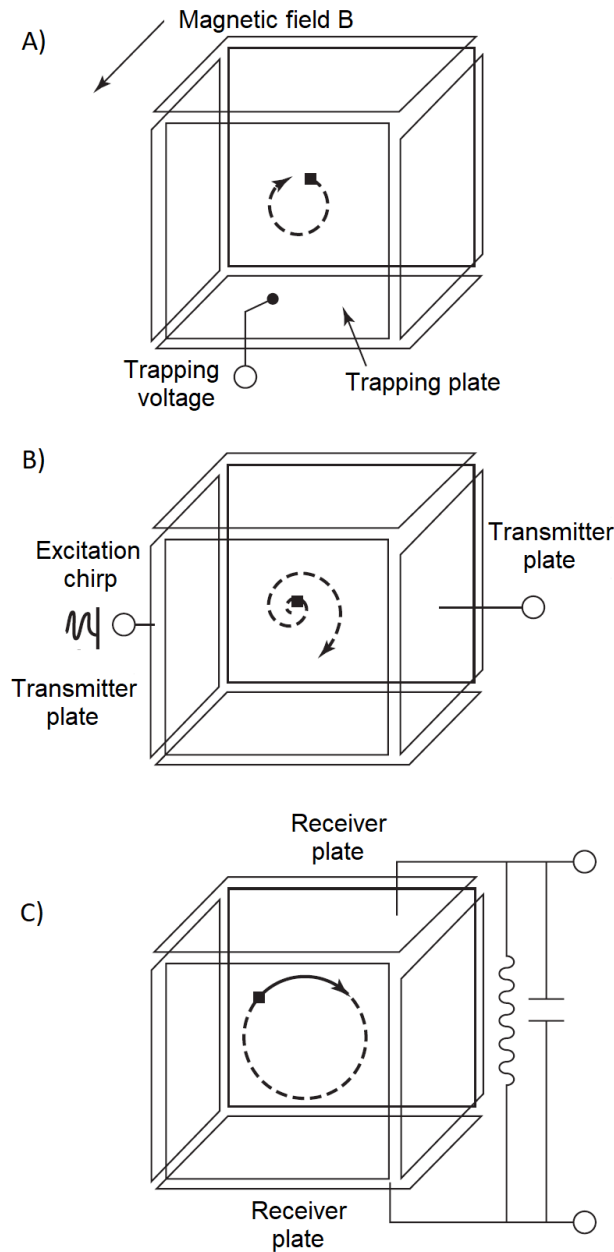 Magnetic field B
A)
Trapping
voltage
Trapping plate
B)
Excitation
chirp
Transmitter
plate
Transmitter
plate
Receiver
plate
C)
Receiver
plate